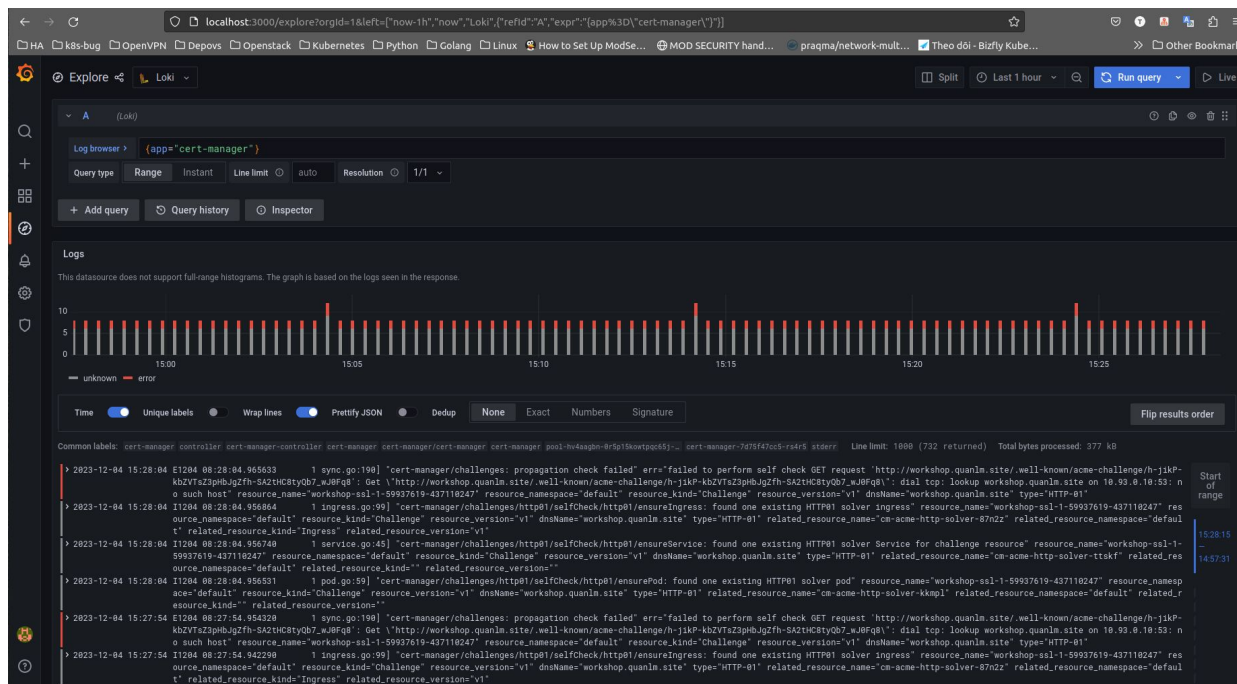 localhost:3000/explore?orgId=1&left=["now-1h","now","Loki",{"refId":"A","expr":"{app%3D\"cert-manager\"}"}]
HA k8s-bug OpenVPN Depovs Openstack Kubernetes Python Golang Linux How to Set Up ModSe... MOD SECURITY hand... praqma/network-mult... Theo dõi - Bizfly Kube... Other Bookmar
Explore Loki Split Last 1 hour Run query Live
A (Loki)
Log browser > {app="cert-manager"}
Query type Range Instant Line limit auto Resolution 1/1
+ Add query Query history Inspector
Logs
This datasource does not support full-range histograms. The graph is based on the logs seen in the response.
10
5
0
15:00 15:05 15:10 15:15 15:20 15:25
unknown error
Time Unique labels Wrap lines Prettify JSON Dedup None Exact Numbers Signature Flip results order
Common labels: cert-manager controller cert-manager-controller cert-manager cert-manager/cert-manager cert-manager cert-manager-7d75f47cc5-rs4r5 stderr Line limit: 1000 (732 returned) Total bytes processed: 377 kB
> 2023-12-04 15:28:04 E1204 08:28:04.965633 1 sync.go:190] "cert-manager/challenges: propagation check failed" err="failed to perform self check GET request 'http://workshop.quanlm.site/.well-known/acme-challenge/h-jikP-
kbZVTsZ3pHbJgZfh-SA2tHC8tyQb7_wJ0Fq8': Get \"http://workshop.quanlm.site/.well-known/acme-challenge/h-jikP-kbZVTsZ3pHbJgZfh-SA2tHC8tyQb7_wJ0Fq8\": dial tcp: lookup workshop.quanlm.site on 10.93.0.10:53: n
o such host" resource_name="workshop-ssl-1-59937619-437110247" resource_namespace="default" resource_kind="Challenge" resource_version="v1" dnsName="workshop.quanlm.site" type="HTTP-01"
> 2023-12-04 15:28:04 I1204 08:28:04.956864 1 ingress.go:99] "cert-manager/challenges/http01/selfCheck/http01/ensureIngress: found one existing HTTP01 solver ingress" resource_name="workshop-ssl-1-59937619-437110247" res
ource_namespace="default" resource_kind="Challenge" resource_version="v1" dnsName="workshop.quanlm.site" type="HTTP-01" related_resource_name="cm-acme-http-solver-87n2z" related_resource_namespace="defaul
t" related_resource_kind="Ingress" related_resource_version="v1"
> 2023-12-04 15:28:04 I1204 08:28:04.956740 1 service.go:45] "cert-manager/challenges/http01/selfCheck/http01/ensureService: found one existing HTTP01 solver Service for challenge resource" resource_name="workshop-ssl-1-
59937619-437110247" resource_namespace="default" resource_kind="Challenge" resource_version="v1" dnsName="workshop.quanlm.site" type="HTTP-01" related_resource_name="cm-acme-http-solver-ttskf" related_res
ource_namespace="default" related_resource_kind="" related_resource_version=""
> 2023-12-04 15:28:04 I1204 08:28:04.956531 1 pod.go:59] "cert-manager/challenges/http01/selfCheck/http01/ensurePod: found one existing HTTP01 solver pod" resource_name="workshop-ssl-1-59937619-437110247" resource_namesp
ace="default" resource_kind="Challenge" resource_version="v1" dnsName="workshop.quanlm.site" type="HTTP-01" related_resource_name="cm-acme-http-solver-kkmpl" related_resource_namespace="default" related_r
esource_kind="" related_resource_version=""
> 2023-12-04 15:27:54 E1204 08:27:54.954320 1 sync.go:190] "cert-manager/challenges: propagation check failed" err="failed to perform self check GET request 'http://workshop.quanlm.site/.well-known/acme-challenge/h-jikP-
kbZVTsZ3pHbJgZfh-SA2tHC8tyQb7_wJ0Fq8': Get \"http://workshop.quanlm.site/.well-known/acme-challenge/h-jikP-kbZVTsZ3pHbJgZfh-SA2tHC8tyQb7_wJ0Fq8\": dial tcp: lookup workshop.quanlm.site on 10.93.0.10:53: n
o such host" resource_name="workshop-ssl-1-59937619-437110247" resource_namespace="default" resource_kind="Challenge" resource_version="v1" dnsName="workshop.quanlm.site" type="HTTP-01"
> 2023-12-04 15:27:54 I1204 08:27:54.942290 1 ingress.go:99] "cert-manager/challenges/http01/selfCheck/http01/ensureIngress: found one existing HTTP01 solver ingress" resource_name="workshop-ssl-1-59937619-437110247" res
ource_namespace="default" resource_kind="Challenge" resource_version="v1" dnsName="workshop.quanlm.site" type="HTTP-01" related_resource_name="cm-acme-http-solver-87n2z" related_resource_namespace="defaul
t" related_resource_kind="Ingress" related_resource_version="v1"
Start
of
range
15:28:15
—
14:57:31